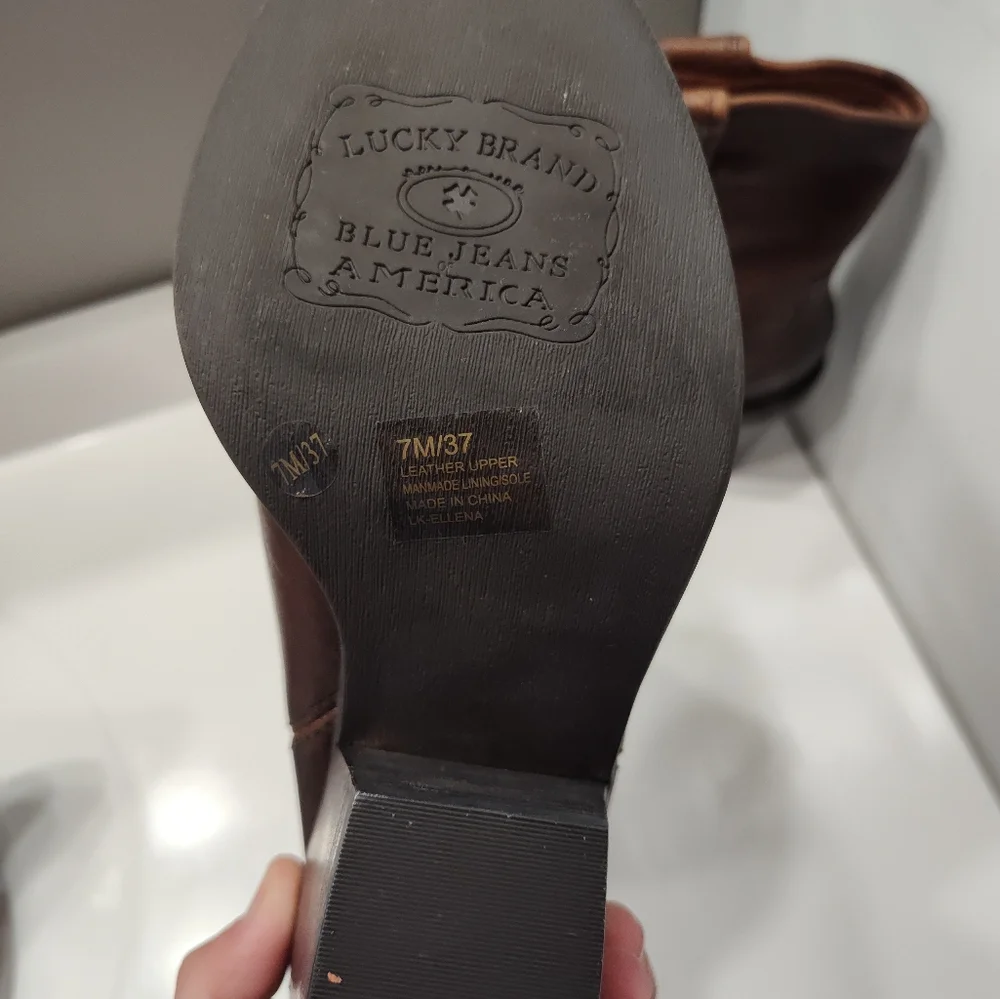 LUCKY BRAND
BLUE JEANS
OF
AMERICA
7M/37
7M/37
LEATHER UPPER
MANMADE LINING/SOLE
MADE IN CHINA
LK-ELLENA